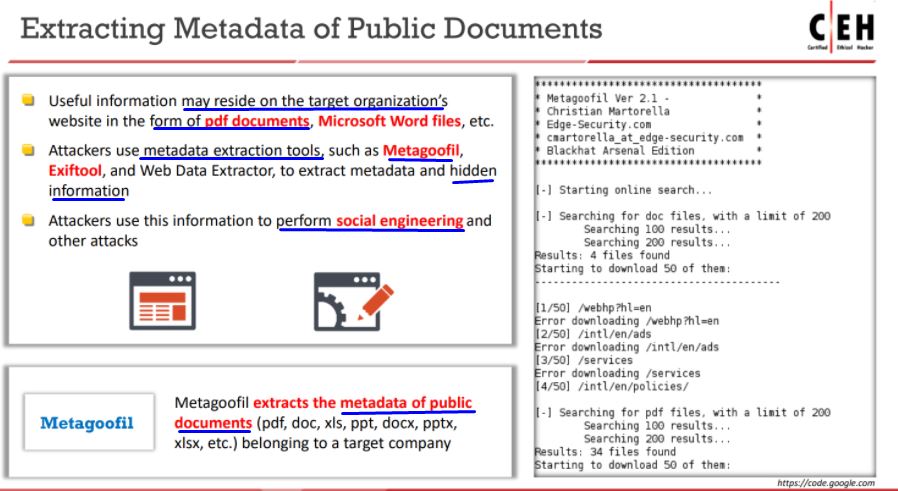 Extracting Metadata of Public Documents
C|EH
Certified Ethical Hacker
Useful information may reside on the target organization's
website in the form of pdf documents, Microsoft Word files, etc.
Attackers use metadata extraction tools, such as Metagoofil,
Exiftool, and Web Data Extractor, to extract metadata and hidden
information
Attackers use this information to perform social engineering and
other attacks
Metagoofil
Metagoofil extracts the metadata of public
documents (pdf, doc, xls, ppt, docx, pptx,
xlsx, etc.) belonging to a target company
*************************************
* Metagoofil Ver 2.1 - *
* Christian Martorella *
* Edge-Security.com *
* cmartorella_at_edge-security.com *
* Blackhat Arsenal Edition *
*************************************
[-] Starting online search...
[-] Searching for doc files, with a limit of 200
Searching 100 results...
Searching 200 results...
Results: 4 files found
Starting to download 50 of them:
----------------------------------------
[1/50] /webhp?hl=en
Error downloading /webhp?hl=en
[2/50] /intl/en/ads
Error downloading /intl/en/ads
[3/50] /services
Error downloading /services
[4/50] /intl/en/policies/
[-] Searching for pdf files, with a limit of 200
Searching 100 results...
Searching 200 results...
Results: 34 files found
Starting to download 50 of them:
https://code.google.com